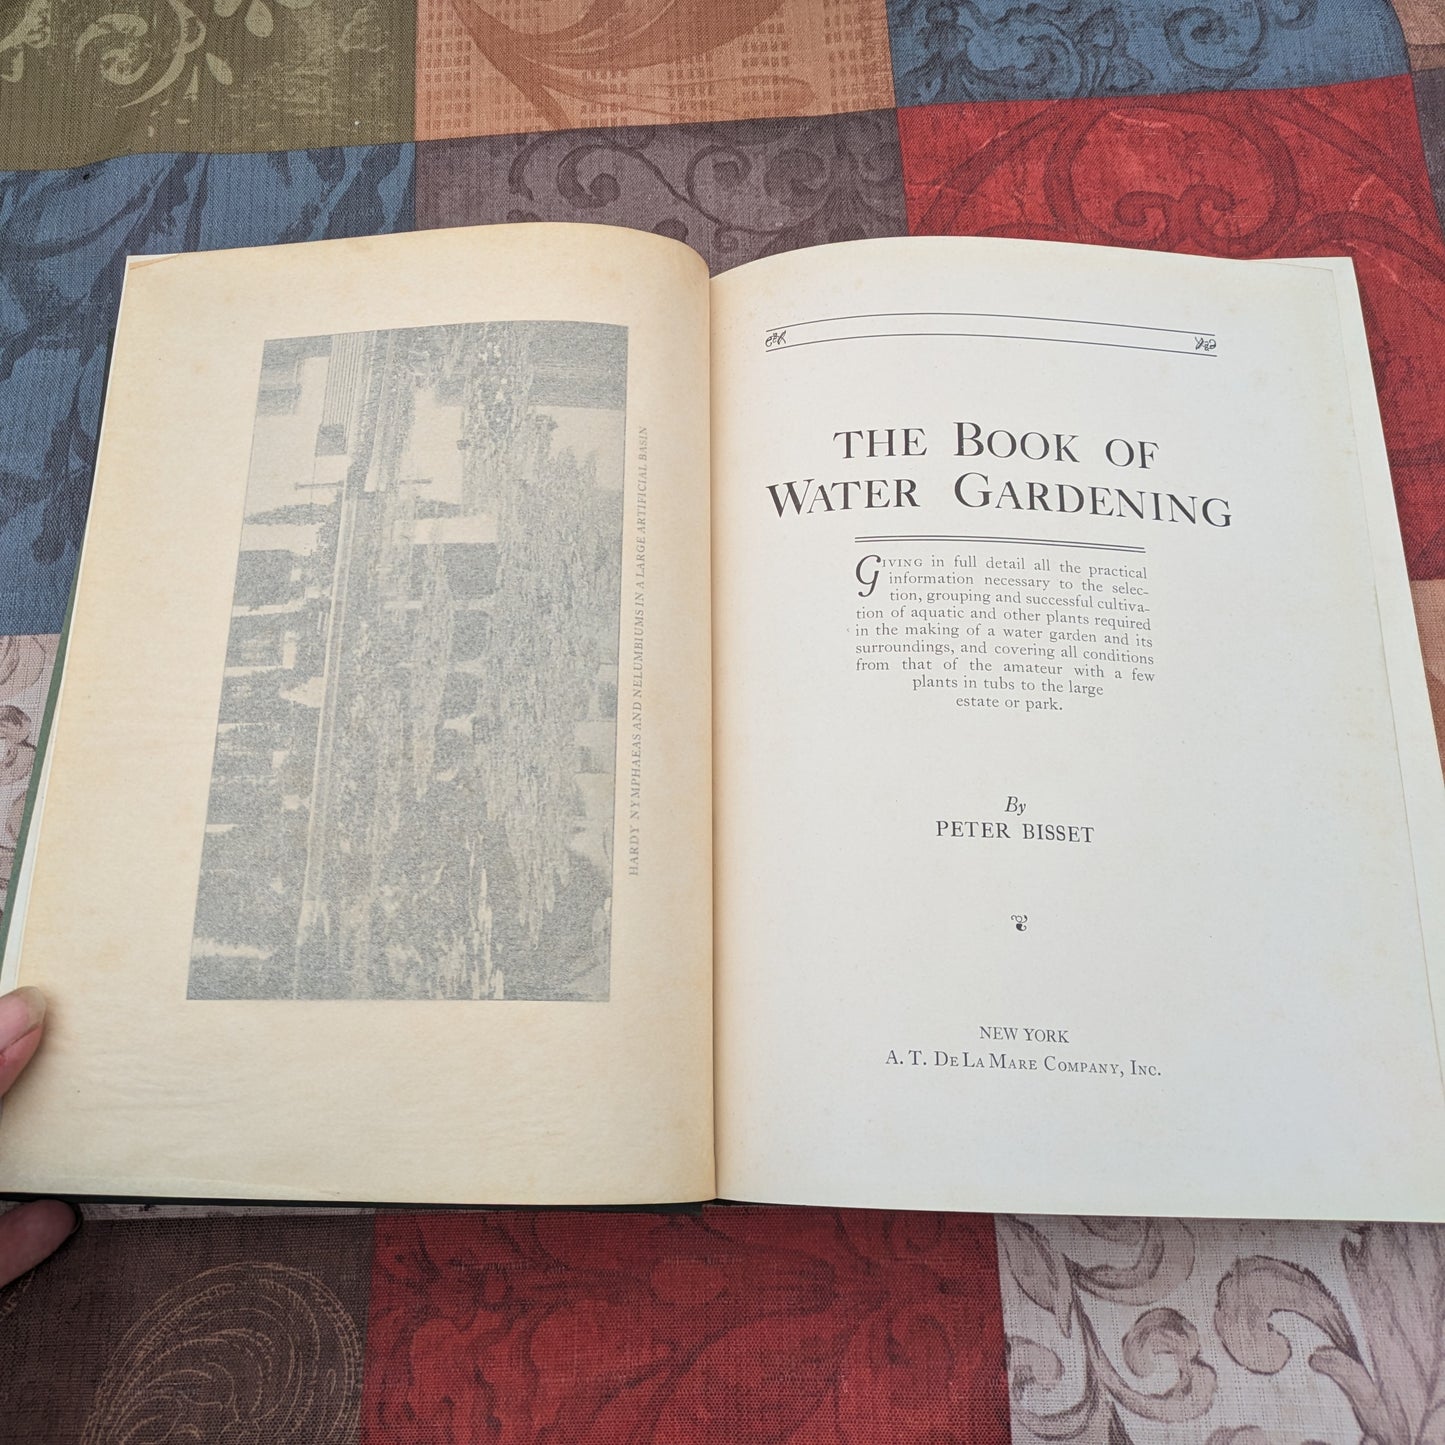 HARDY NYMPHAEAS AND NELUMBIUMS IN A LARGE ARTIFICIAL BASIN
THE BOOK OF
WATER GARDENING
GIVING in full detail all the practical
information necessary to the selec-
tion, grouping and successful cultiva-
tion of aquatic and other plants required
in the making of a water garden and its
surroundings, and covering all conditions
from that of the amateur with a few
plants in tubs to the large
estate or park.
By
PETER BISSET
NEW YORK
A. T. DE LA MARE COMPANY, INC.